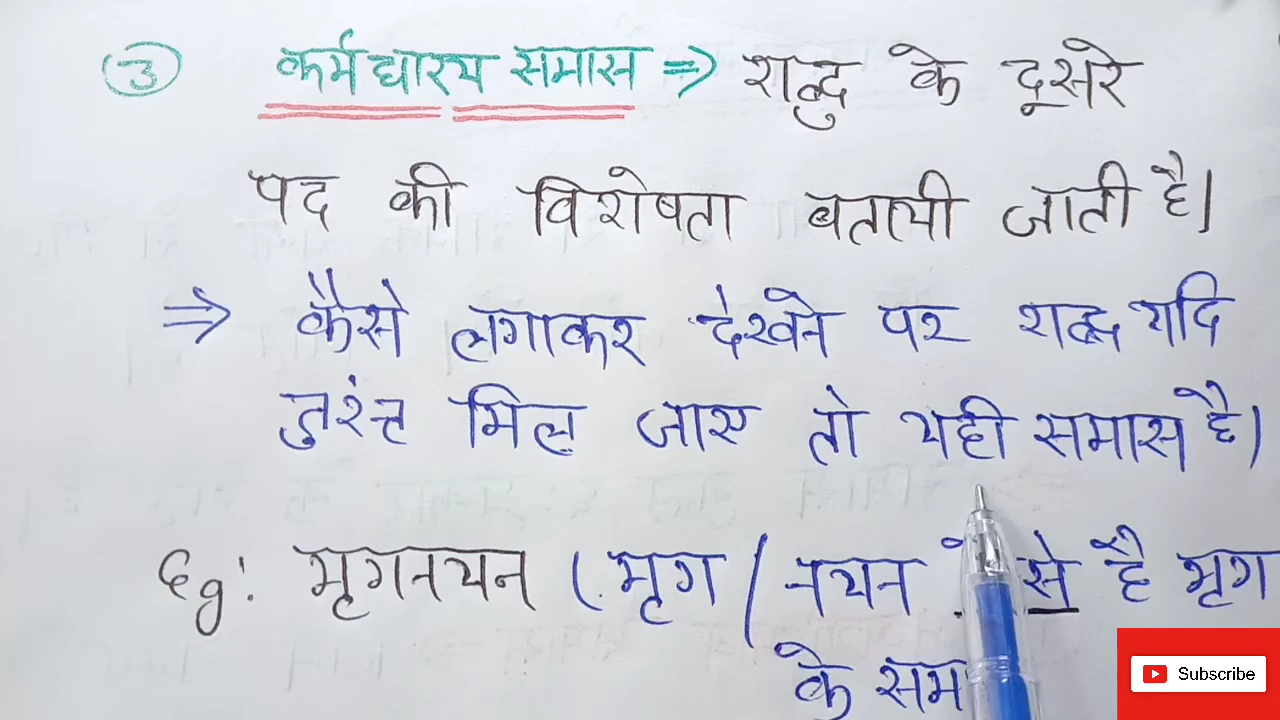 3 कर्मधारय समास ⇒ शब्द के दूसरे
पद की विशेषता बतायी जाती है।
⇒ कैसे लगाकर देखने पर शब्द यदि
तुरंत मिल जाए तो यही समास है।
Eg: मृगनयन ( मृग / नयन से है मृग
के सम
Subscribe